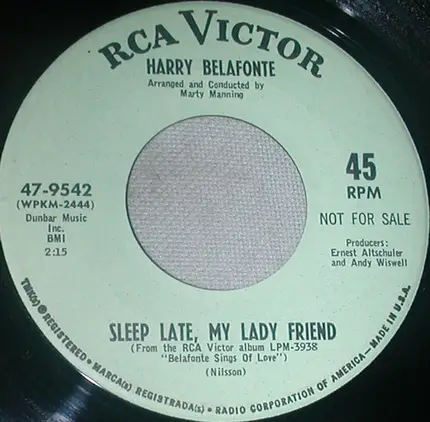 RCA VICTOR
HARRY BELAFONTE
Arranged and Conducted by
Marty Manning
47-9542
(WPKM-2444)
Dunbar Music
Inc.
BMI
2:15
45
RPM
NOT FOR SALE
Producers:
Ernest Altschuler
and Andy Wiswell
SLEEP LATE, MY LADY FRIEND
(From the RCA Victor album LPM-3938
"Belafonte Sings Of Love")
(Nilsson)
TMK(s) ® REGISTERED • MARCA(s) REGISTRADA(s) • RADIO CORPORATION OF AMERICA—MADE IN U.S.A.